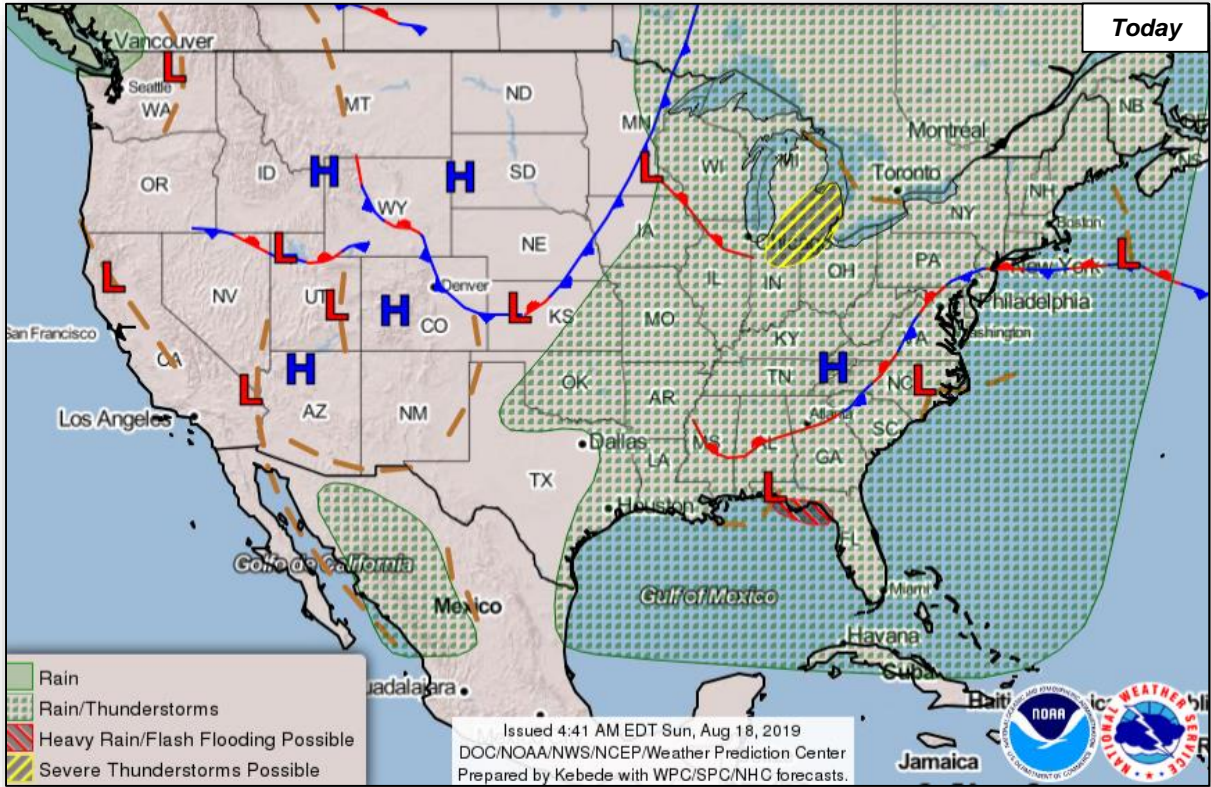 Today
Vancouver
L
Seattle
WA
MT
ND
MN
Montréal
NB
NS
OR
ID
H
H
SD
L
WI
MI
Toronto
NH
WY
NY
Boston
L
NE
IA
L
New York
L
NV
UT
L
H
Denver
CO
L
KS
IL
IN
OH
PA
Philadelphia
San Francisco
MO
Washington
CA
H
KY
H
L
AZ
NM
OK
AR
TN
NC
L
Los Angeles
Atlanta
SC
Dallas
MS
AL
GA
LA
TX
L
Houston
FL
Golfo de California
Gulf of Mexico
Miami
Mexico
Havana
Cuba
Jamaica
Rain
Rain/Thunderstorms
Heavy Rain/Flash Flooding Possible
Severe Thunderstorms Possible
Issued 4:41 AM EDT Sun, Aug 18, 2019
DOC/NOAA/NWS/NCEP/Weather Prediction Center
Prepared by Kebede with WPC/SPC/NHC forecasts.
NOAA
NATIONAL WEATHER SERVICE